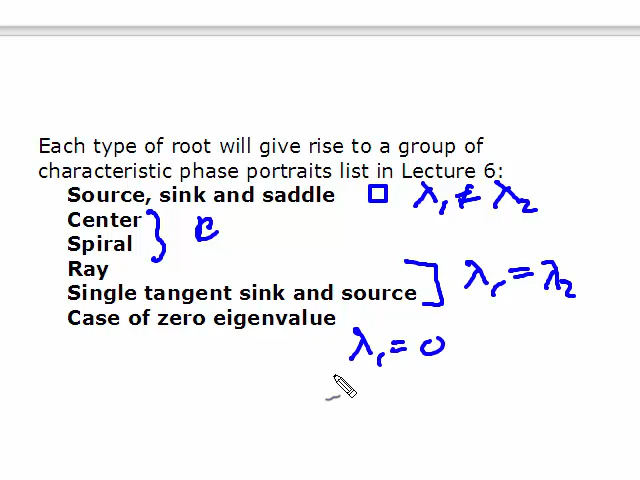 Each type of root will give rise to a group of
characteristic phase portraits list in Lecture 6:
Source, sink and saddle □ λ₁ ≠ λ₂
Center
Spiral } C
Ray
Single tangent sink and source ] λ₁ = λ₂
Case of zero eigenvalue
λ₁ = 0